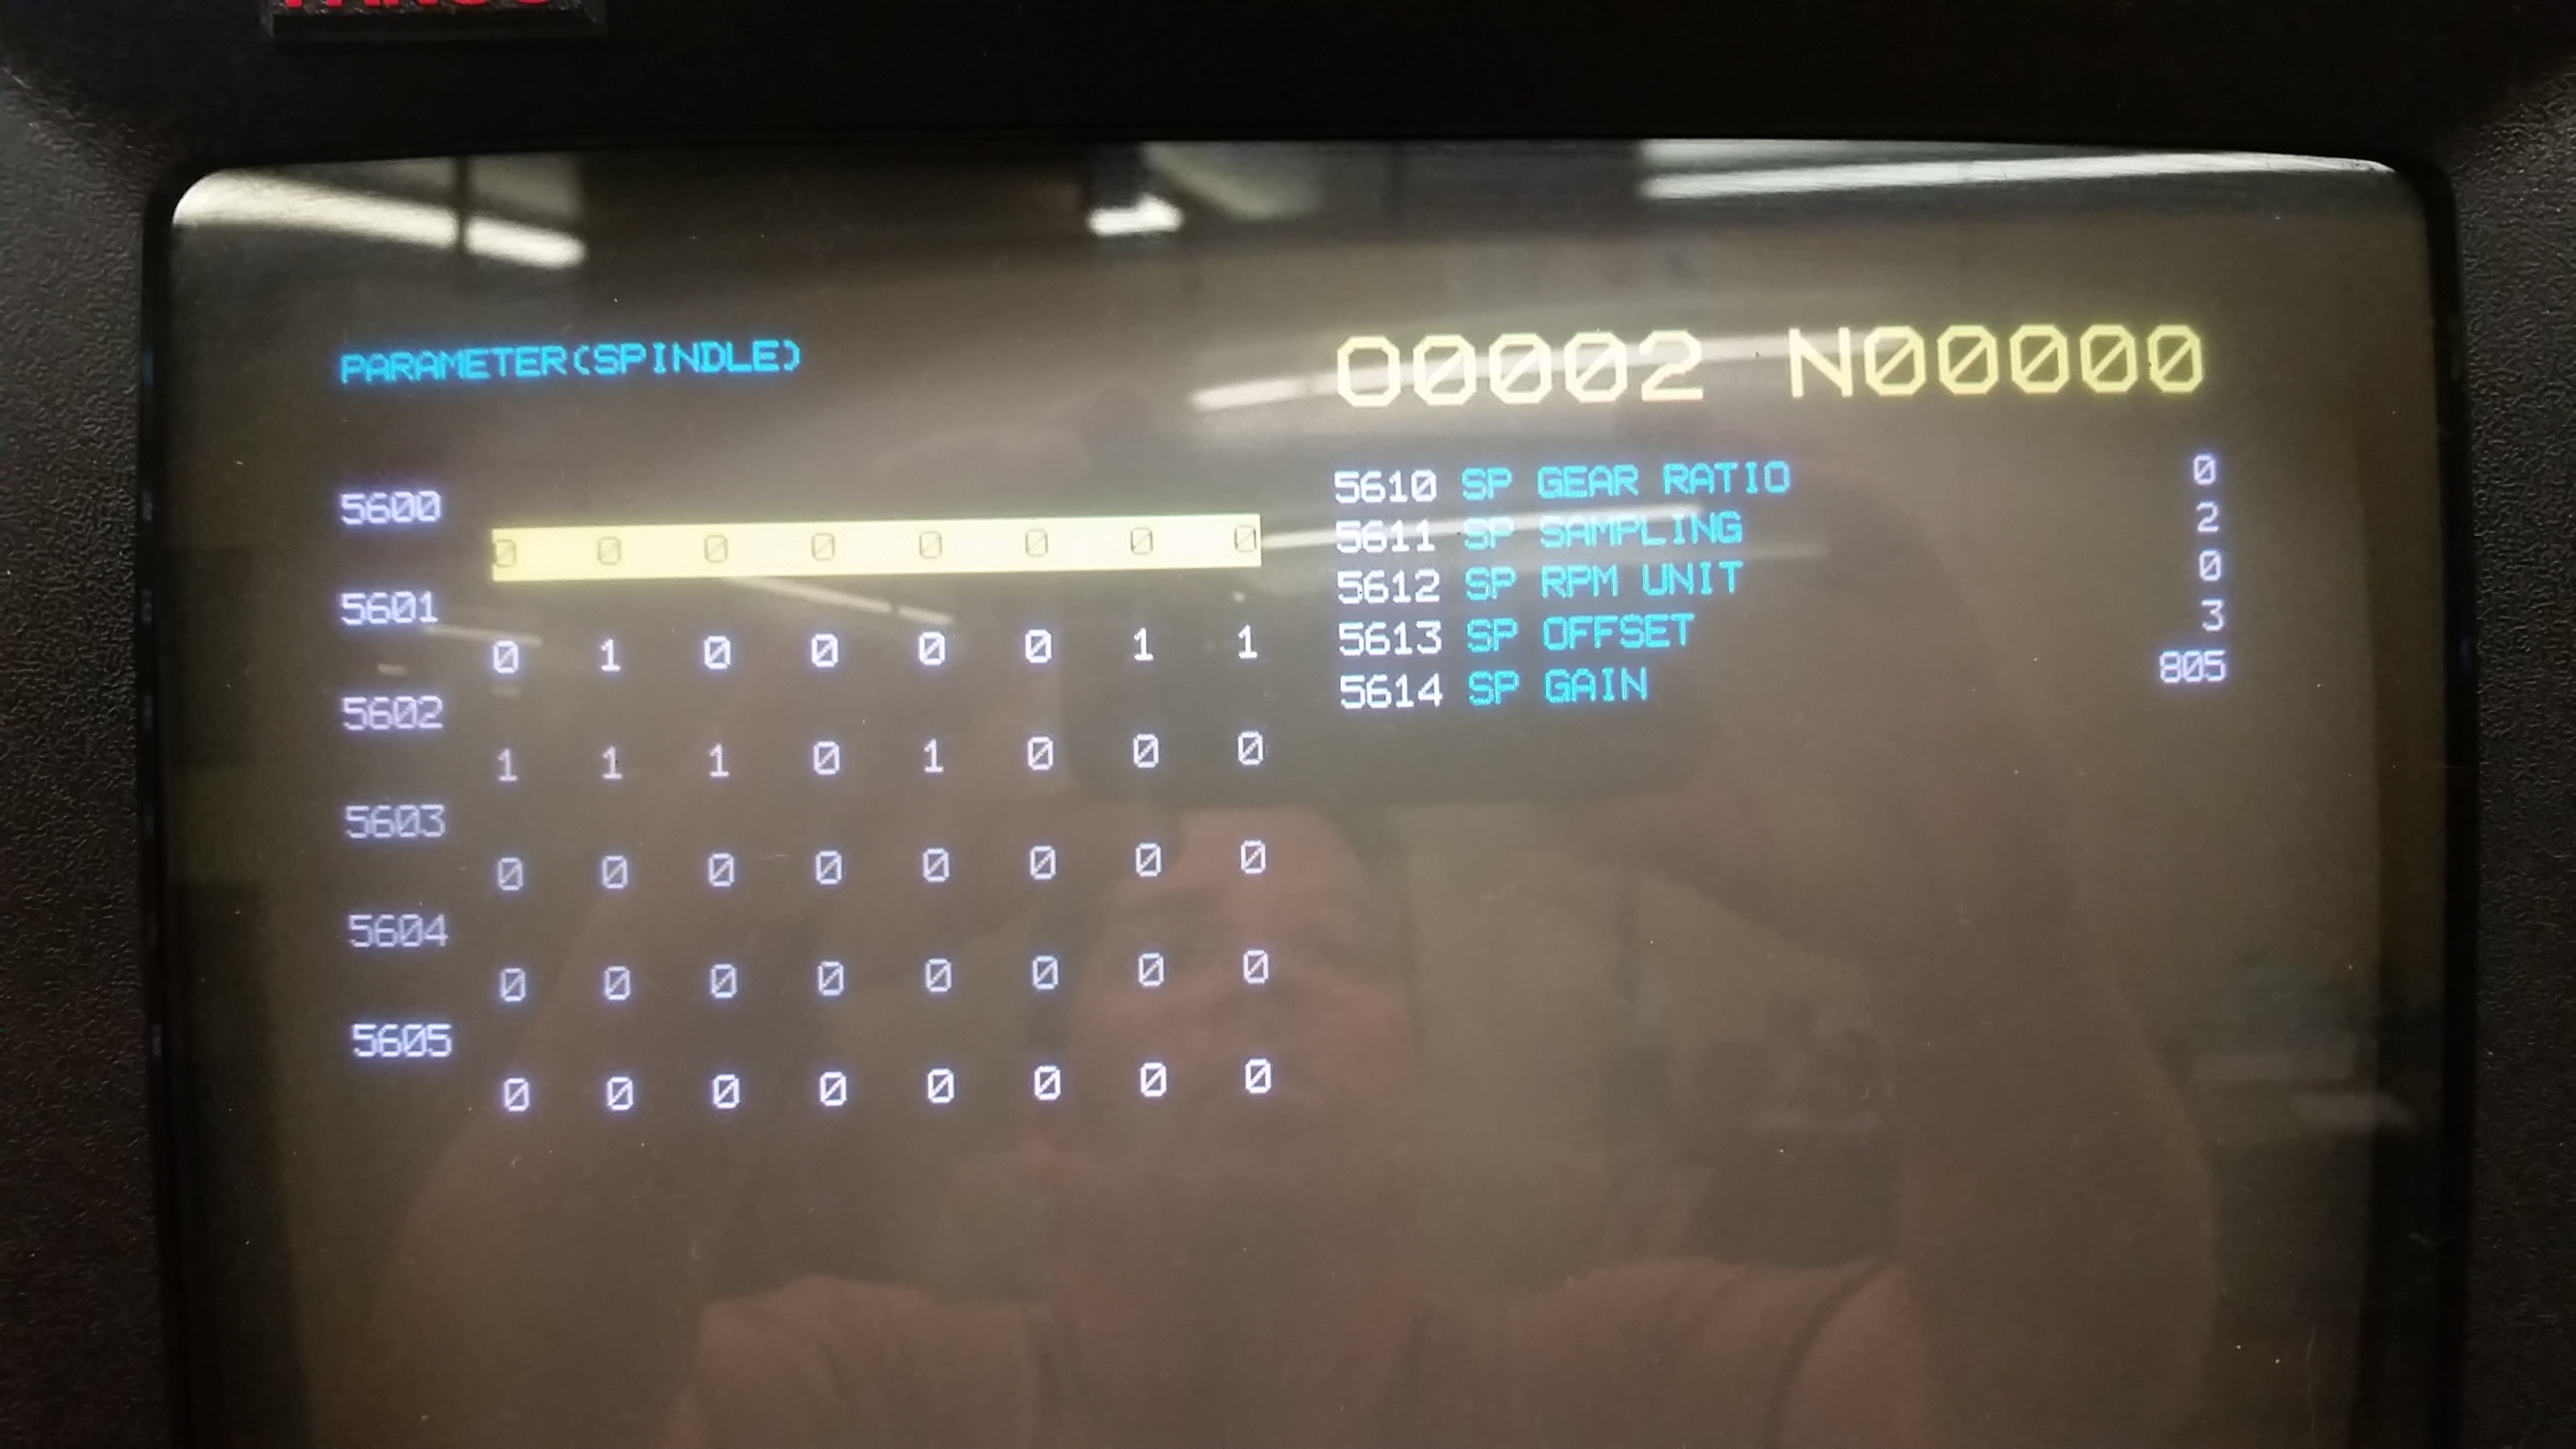 PARAMETER(SPINDLE)
O0002 N00000
5600
0 0 0 0 0 0 0 0
5601
0 1 0 0 0 0 1 1
5602
1 1 1 0 1 0 0 0
5603
0 0 0 0 0 0 0 0
5604
0 0 0 0 0 0 0 0
5605
0 0 0 0 0 0 0 0
5610 SP GEAR RATIO 0
5611 SP SAMPLING 2
5612 SP RPM UNIT 0
5613 SP OFFSET 3
5614 SP GAIN 805